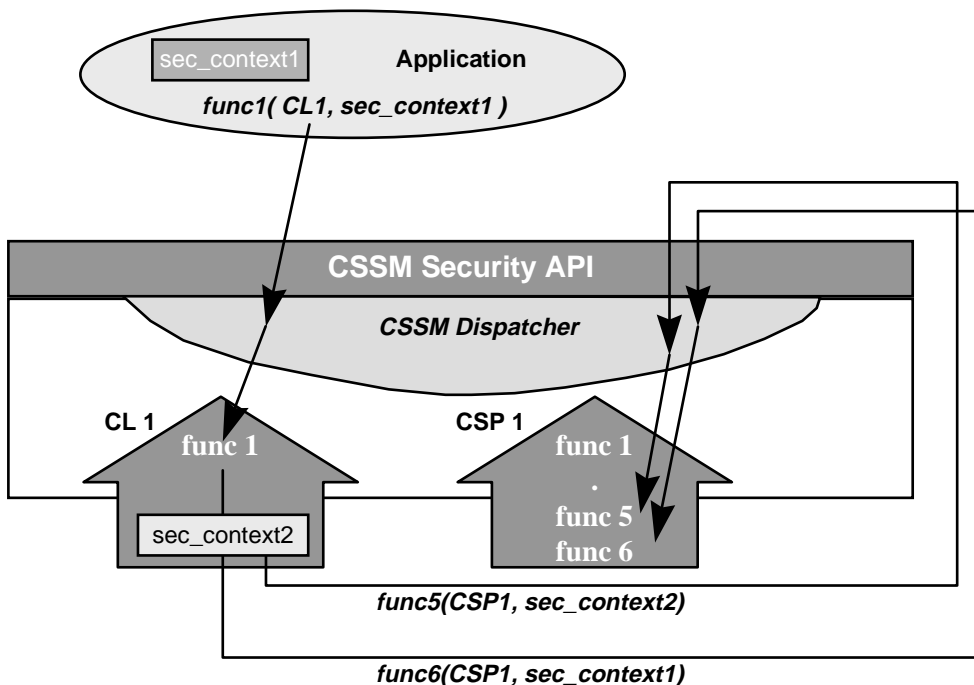 sec_context1
Application
func1( CL1, sec_context1 )
CSSM Security API
CSSM Dispatcher
CL 1
func 1
sec_context2
CSP 1
func 1
.
func 5
func 6
func5(CSP1, sec_context2)
func6(CSP1, sec_context1)